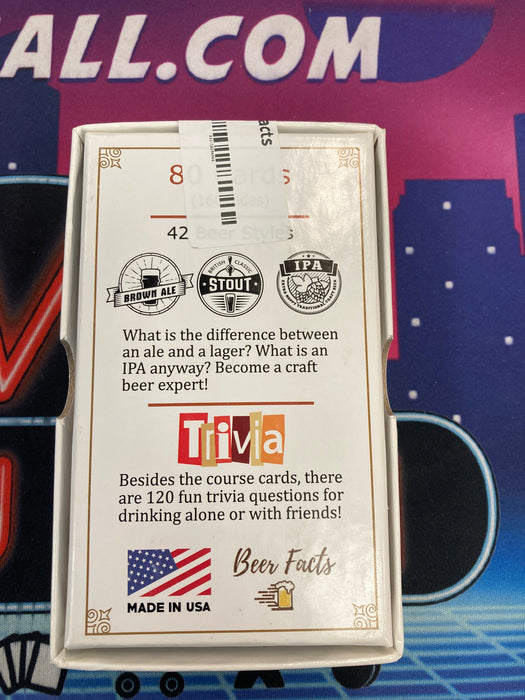 ALL.COM
acts
80 Cards
42 Beer Styles
BROWN ALE
BRITISH CLASSIC
STOUT
IPA
What is the difference between
an ale and a lager? What is an
IPA anyway? Become a craft
beer expert!
Trivia
Besides the course cards, there
are 120 fun trivia questions for
drinking alone or with friends!
Beer Facts
MADE IN USA